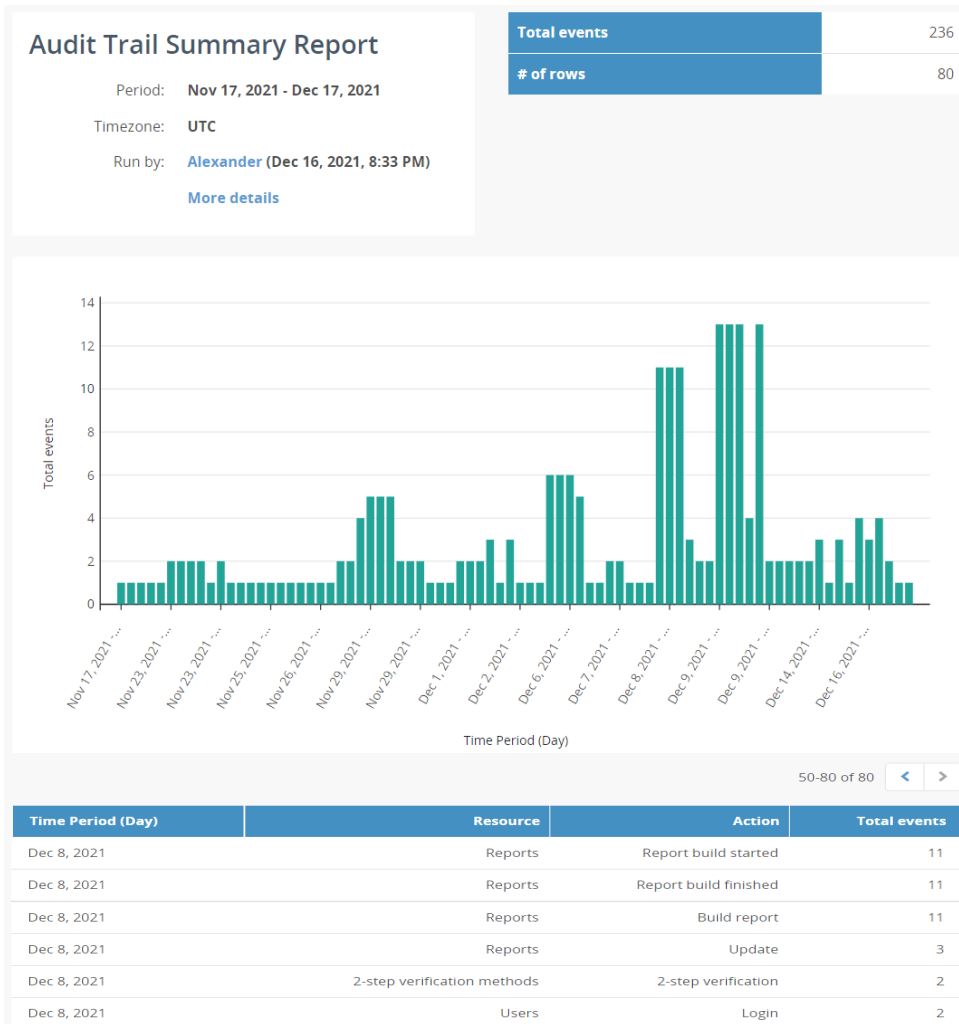 Audit Trail Summary Report
Period: Nov 17, 2021 - Dec 17, 2021
Timezone: UTC
Run by: Alexander (Dec 16, 2021, 8:33 PM)
More details
Total events 236
# of rows 80
14
12
10
8
6
4
2
0
Total events
Nov 17, 2021 -...
Nov 23, 2021 -...
Nov 23, 2021 -...
Nov 25, 2021 -...
Nov 26, 2021 -...
Nov 29, 2021 -...
Nov 29, 2021 -...
Dec 1, 2021 -...
Dec 2, 2021 -...
Dec 6, 2021 -...
Dec 7, 2021 -...
Dec 8, 2021 -...
Dec 9, 2021 -...
Dec 9, 2021 -...
Dec 14, 2021 -...
Dec 16, 2021 -...
Time Period (Day)
50-80 of 80 < >
Time Period (Day) Resource Action Total events
Dec 8, 2021 Reports Report build started 11
Dec 8, 2021 Reports Report build finished 11
Dec 8, 2021 Reports Build report 11
Dec 8, 2021 Reports Update 3
Dec 8, 2021 2-step verification methods 2-step verification 2
Dec 8, 2021 Users Login 2